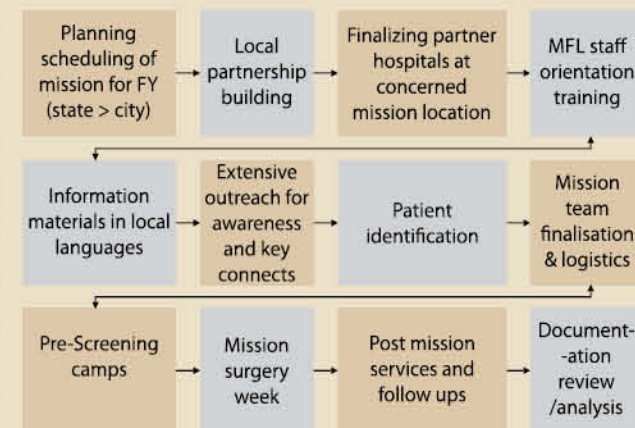 Planning
scheduling of
mission for FY
(state > city)
Local
partnership
building
Finalizing partner
hospitals at
concerned
mission location
MFL staff
orientation
training
Information
materials in local
languages
Extensive
outreach for
awareness
and key
connects
Patient
identification
Mission
team
finalisation
& logistics
Pre-Screening
camps
Mission
surgery
week
Post mission
services and
follow ups
Document-
-ation
review
/analysis